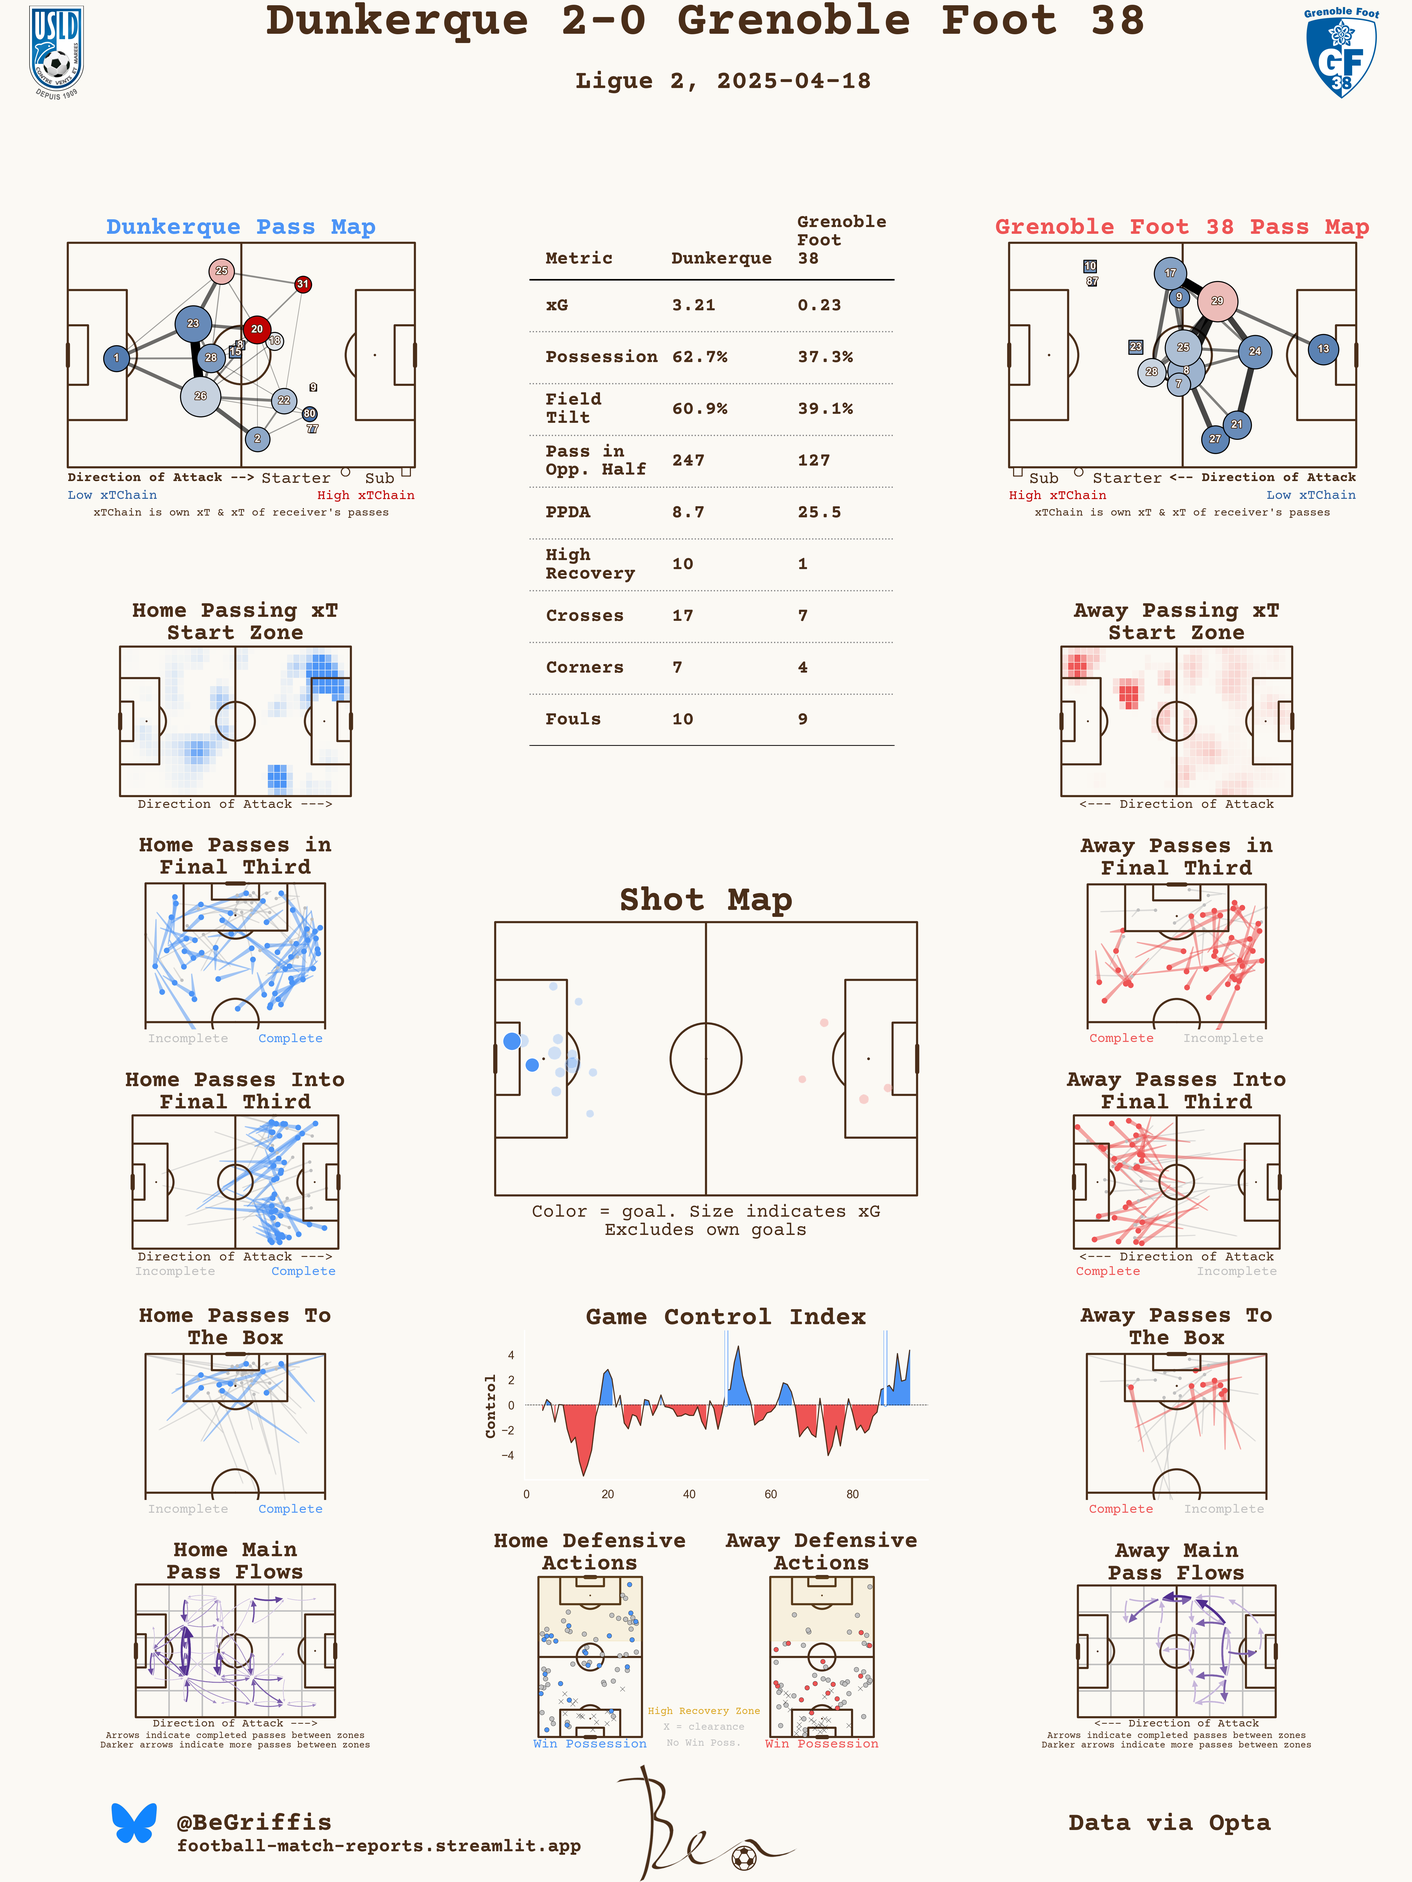 Dunkerque 2-0 Grenoble Foot 38
Ligue 2, 2025-04-18
USLD
CONTRE VENTS ET MARÉES
DEPUIS 1909
Grenoble Foot
GF
38
Dunkerque Pass Map
25
31
23
20
18
1
28
15
8
26
22
9
80
77
2
Direction of Attack --> Starter Sub
Low xTChain High xTChain
xTChain is own xT & xT of receiver's passes
Metric Dunkerque Grenoble
Foot
38
xG 3.21 0.23
Possession 62.7% 37.3%
Field
Tilt 60.9% 39.1%
Pass in
Opp. Half 247 127
PPDA 8.7 25.5
High
Recovery 10 1
Crosses 17 7
Corners 7 4
Fouls 10 9
Grenoble Foot 38 Pass Map
10
87
17
9
29
23
25
24
13
28
8
7
21
27
Sub Starter <-- Direction of Attack
High xTChain Low xTChain
xTChain is own xT & xT of receiver's passes
Home Passing xT
Start Zone
Direction of Attack --->
Away Passing xT
Start Zone
<--- Direction of Attack
Home Passes in
Final Third
Incomplete Complete
Away Passes in
Final Third
Complete Incomplete
Shot Map
Color = goal. Size indicates xG
Excludes own goals
Home Passes Into
Final Third
Direction of Attack --->
Incomplete Complete
Away Passes Into
Final Third
<--- Direction of Attack
Complete Incomplete
Home Passes To
The Box
Incomplete Complete
Game Control Index
Control
4
2
0
−2
−4
0 20 40 60 80
Away Passes To
The Box
Complete Incomplete
Home Main
Pass Flows
Direction of Attack --->
Arrows indicate completed passes between zones
Darker arrows indicate more passes between zones
Home Defensive
Actions
Win Possession
High Recovery Zone
X = clearance
No Win Poss.
Away Defensive
Actions
Win Possession
Away Main
Pass Flows
<--- Direction of Attack
Arrows indicate completed passes between zones
Darker arrows indicate more passes between zones
@BeGriffis
football-match-reports.streamlit.app
Ben
Data via Opta